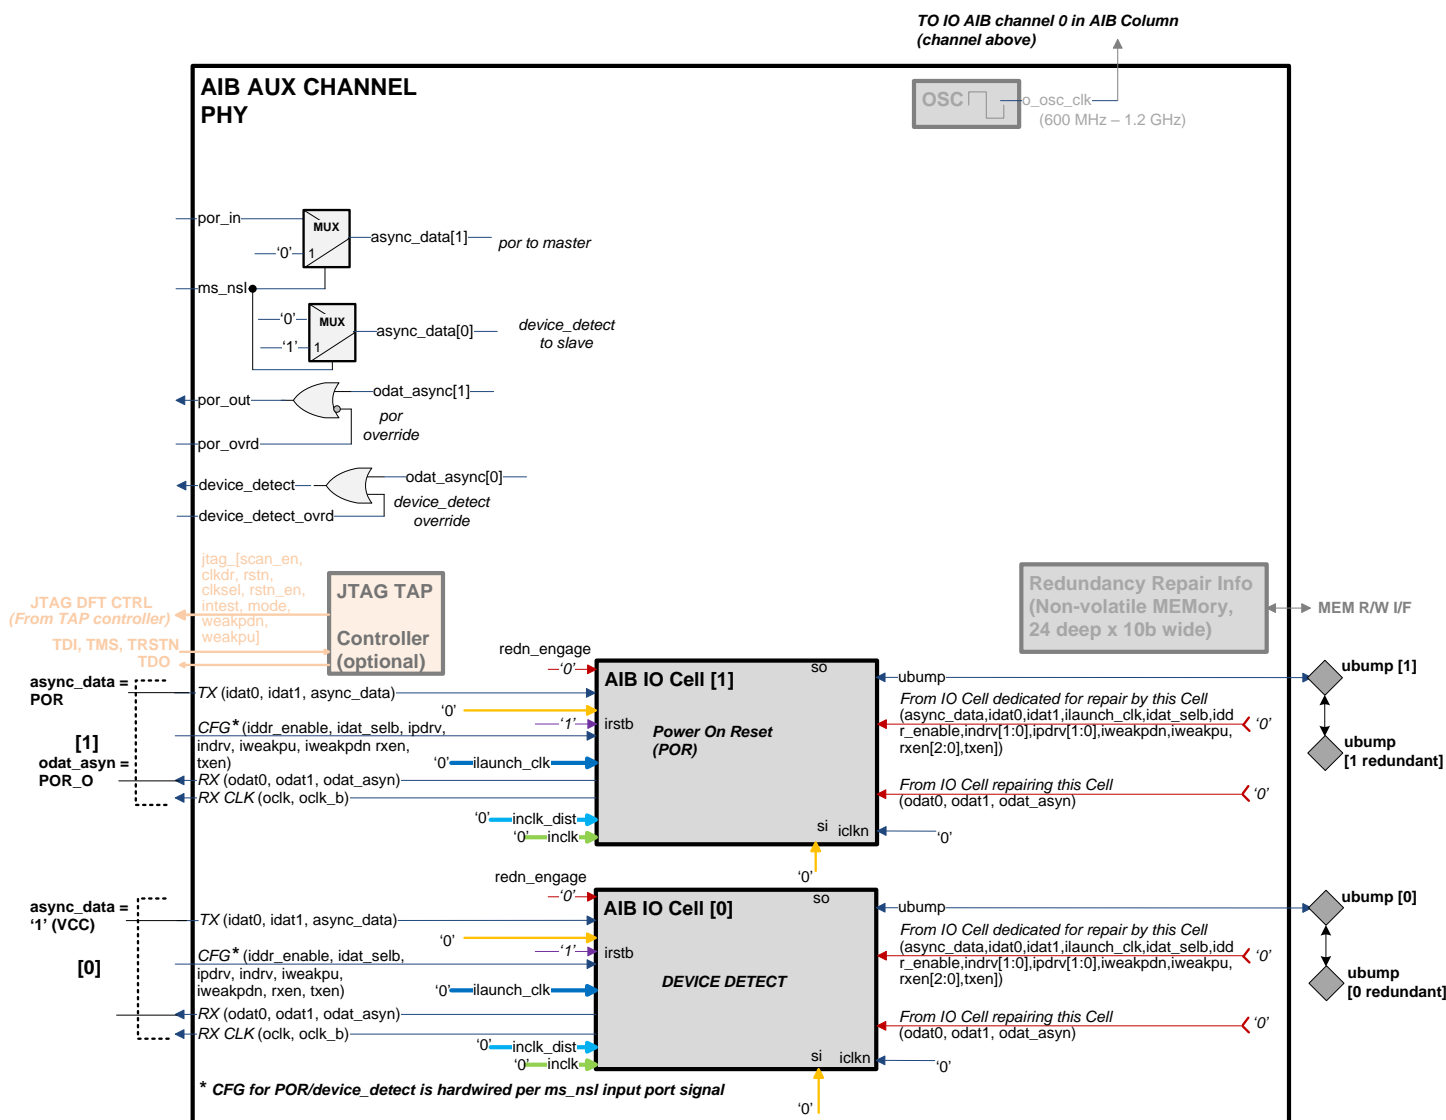 TO IO AIB channel 0 in AIB Column
(channel above)
AIB AUX CHANNEL
PHY
OSC
o_osc_clk
(600 MHz – 1.2 GHz)
por_in
MUX
‘0’
1
async_data[1]
por to master
ms_nsl
‘0’
MUX
‘1’
1
async_data[0]
device_detect
to slave
por_out
odat_async[1]
por
override
por_ovrd
device_detect
odat_async[0]
device_detect
override
device_detect_ovrd
jtag_[scan_en,
clkdr, rstn,
clksel, rstn_en,
intest, mode,
weakpdn,
weakpu]
JTAG DFT CTRL
(From TAP controller)
TDI, TMS, TRSTN
TDO
JTAG TAP
Controller
(optional)
Redundancy Repair Info
(Non-volatile MEMory,
24 deep x 10b wide)
MEM R/W I/F
redn_engage
‘0’
async_data =
POR
[1]
odat_asyn =
POR_O
TX (idat0, idat1, async_data)
‘0’
CFG* (iddr_enable, idat_selb, ipdrv,
indrv, iweakpu, iweakpdn rxen,
txen)
‘1’
irstb
‘0’
ilaunch_clk
RX (odat0, odat1, odat_asyn)
RX CLK (oclk, oclk_b)
‘0’
inclk_dist
‘0’
inclk
AIB IO Cell [1]
so
Power On Reset
(POR)
si
iclkn
‘0’
‘0’
ubump
From IO Cell dedicated for repair by this Cell
(async_data,idat0,idat1,ilaunch_clk,idat_selb,idd
r_enable,indrv[1:0],ipdrv[1:0],iweakpdn,iweakpu,
rxen[2:0],txen])
‘0’
From IO Cell repairing this Cell
(odat0, odat1, odat_asyn)
‘0’
ubump [1]
ubump
[1 redundant]
redn_engage
‘0’
async_data =
‘1’ (VCC)
[0]
TX (idat0, idat1, async_data)
‘0’
CFG* (iddr_enable, idat_selb,
ipdrv, indrv, iweakpu,
iweakpdn, rxen, txen)
‘1’
irstb
‘0’
ilaunch_clk
RX (odat0, odat1, odat_asyn)
RX CLK (oclk, oclk_b)
‘0’
inclk_dist
‘0’
inclk
AIB IO Cell [0]
so
DEVICE DETECT
si
iclkn
‘0’
‘0’
ubump
From IO Cell dedicated for repair by this Cell
(async_data,idat0,idat1,ilaunch_clk,idat_selb,idd
r_enable,indrv[1:0],ipdrv[1:0],iweakpdn,iweakpu,
rxen[2:0],txen])
‘0’
From IO Cell repairing this Cell
(odat0, odat1, odat_asyn)
‘0’
ubump [0]
ubump
[0 redundant]
* CFG for POR/device_detect is hardwired per ms_nsl input port signal